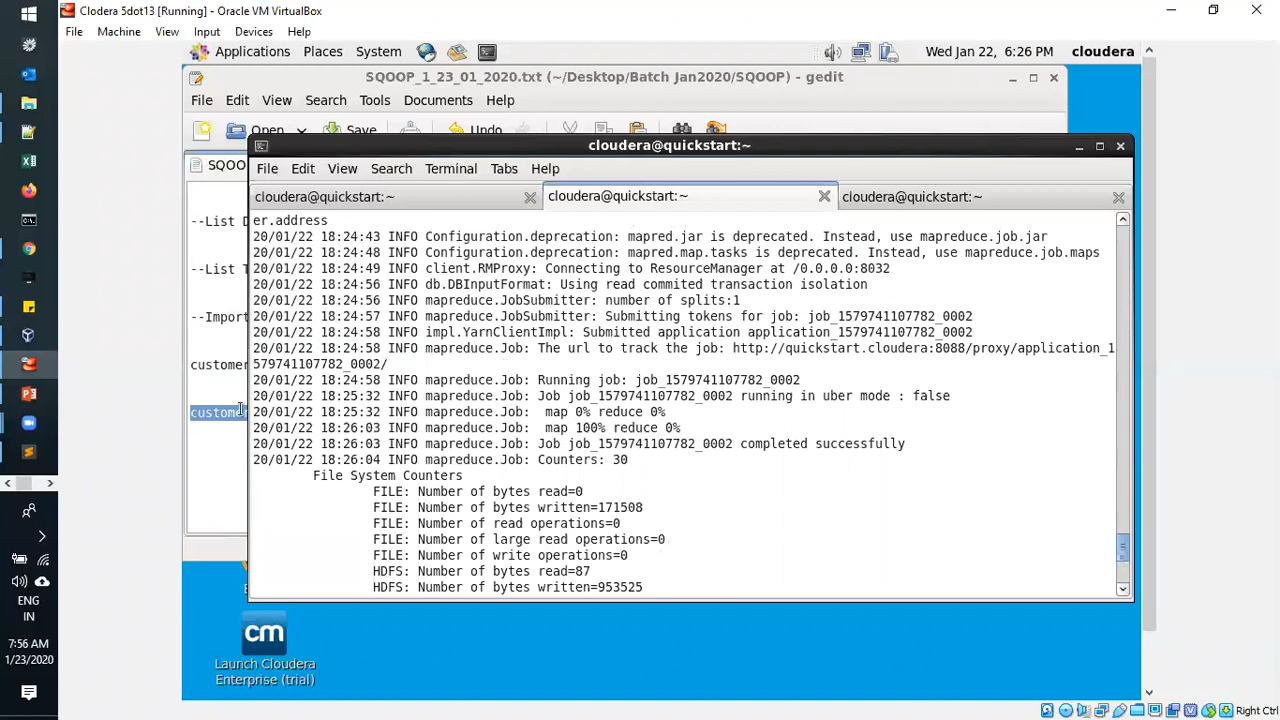 Clodera 5dot13 [Running] - Oracle VM VirtualBox
File Machine View Input Devices Help
Applications Places System Wed Jan 22, 6:26 PM cloudera
SQOOP_1_23_01_2020.txt (~/Desktop/Batch Jan2020/SQOOP) - gedit
File Edit View Search Tools Documents Help
Open Save Undo
cloudera@quickstart:~
SQOO
File Edit View Search Terminal Tabs Help
cloudera@quickstart:~ cloudera@quickstart:~ cloudera@quickstart:~
--List D
--List T
--Import
customer
custome
er.address
20/01/22 18:24:43 INFO Configuration.deprecation: mapred.jar is deprecated. Instead, use mapreduce.job.jar
20/01/22 18:24:48 INFO Configuration.deprecation: mapred.map.tasks is deprecated. Instead, use mapreduce.job.maps
20/01/22 18:24:49 INFO client.RMProxy: Connecting to ResourceManager at /0.0.0.0:8032
20/01/22 18:24:56 INFO db.DBInputFormat: Using read commited transaction isolation
20/01/22 18:24:56 INFO mapreduce.JobSubmitter: number of splits:1
20/01/22 18:24:57 INFO mapreduce.JobSubmitter: Submitting tokens for job: job_1579741107782_0002
20/01/22 18:24:58 INFO impl.YarnClientImpl: Submitted application application_1579741107782_0002
20/01/22 18:24:58 INFO mapreduce.Job: The url to track the job: http://quickstart.cloudera:8088/proxy/application_1
579741107782_0002/
20/01/22 18:24:58 INFO mapreduce.Job: Running job: job_1579741107782_0002
20/01/22 18:25:32 INFO mapreduce.Job: Job job_1579741107782_0002 running in uber mode : false
20/01/22 18:25:32 INFO mapreduce.Job:  map 0% reduce 0%
20/01/22 18:26:03 INFO mapreduce.Job:  map 100% reduce 0%
20/01/22 18:26:03 INFO mapreduce.Job: Job job_1579741107782_0002 completed successfully
20/01/22 18:26:04 INFO mapreduce.Job: Counters: 30
File System Counters
FILE: Number of bytes read=0
FILE: Number of bytes written=171508
FILE: Number of read operations=0
FILE: Number of large read operations=0
FILE: Number of write operations=0
HDFS: Number of bytes read=87
HDFS: Number of bytes written=953525
cm
Launch Cloudera
Enterprise (trial)
ENG
IN
7:56 AM
1/23/2020
Right Ctrl